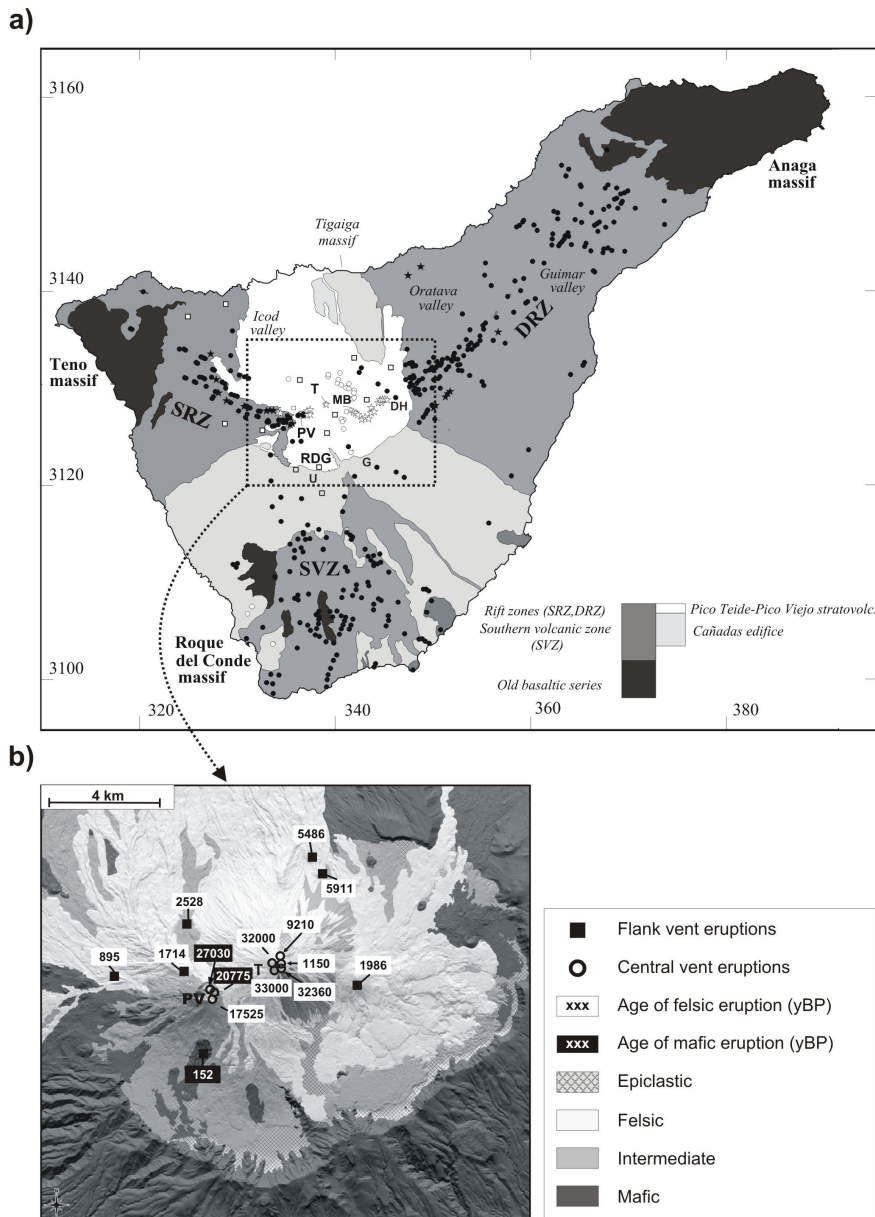 a)
3160
Anaga
massif
Tigaiga
massif
3140
Oratava
valley
Guimar
valley
DRZ
Icod
valley
Teno
massif
SRZ
T
MB
DH
PV
RDG
G
U
3120
SVZ
Rift zones (SRZ,DRZ)
Southern volcanic zone
(SVZ)
Pico Teide-Pico Viejo stratovolc.
Cañadas edifice
Roque
del Conde
massif
3100
Old basaltic series
320
340
360
380
b)
4 km
5486
5911
2528
9210
32000
1714
27030
1150
895
T
20775
1986
33000
32360
PV
17525
152
Flank vent eruptions
Central vent eruptions
xxx Age of felsic eruption (yBP)
xxx Age of mafic eruption (yBP)
Epiclastic
Felsic
Intermediate
Mafic